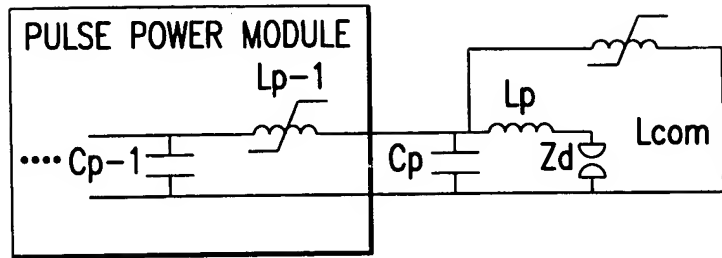 PULSE POWER MODULE
Lp-1
Lp
Lcom
.... Cp-1
Cp
Zd